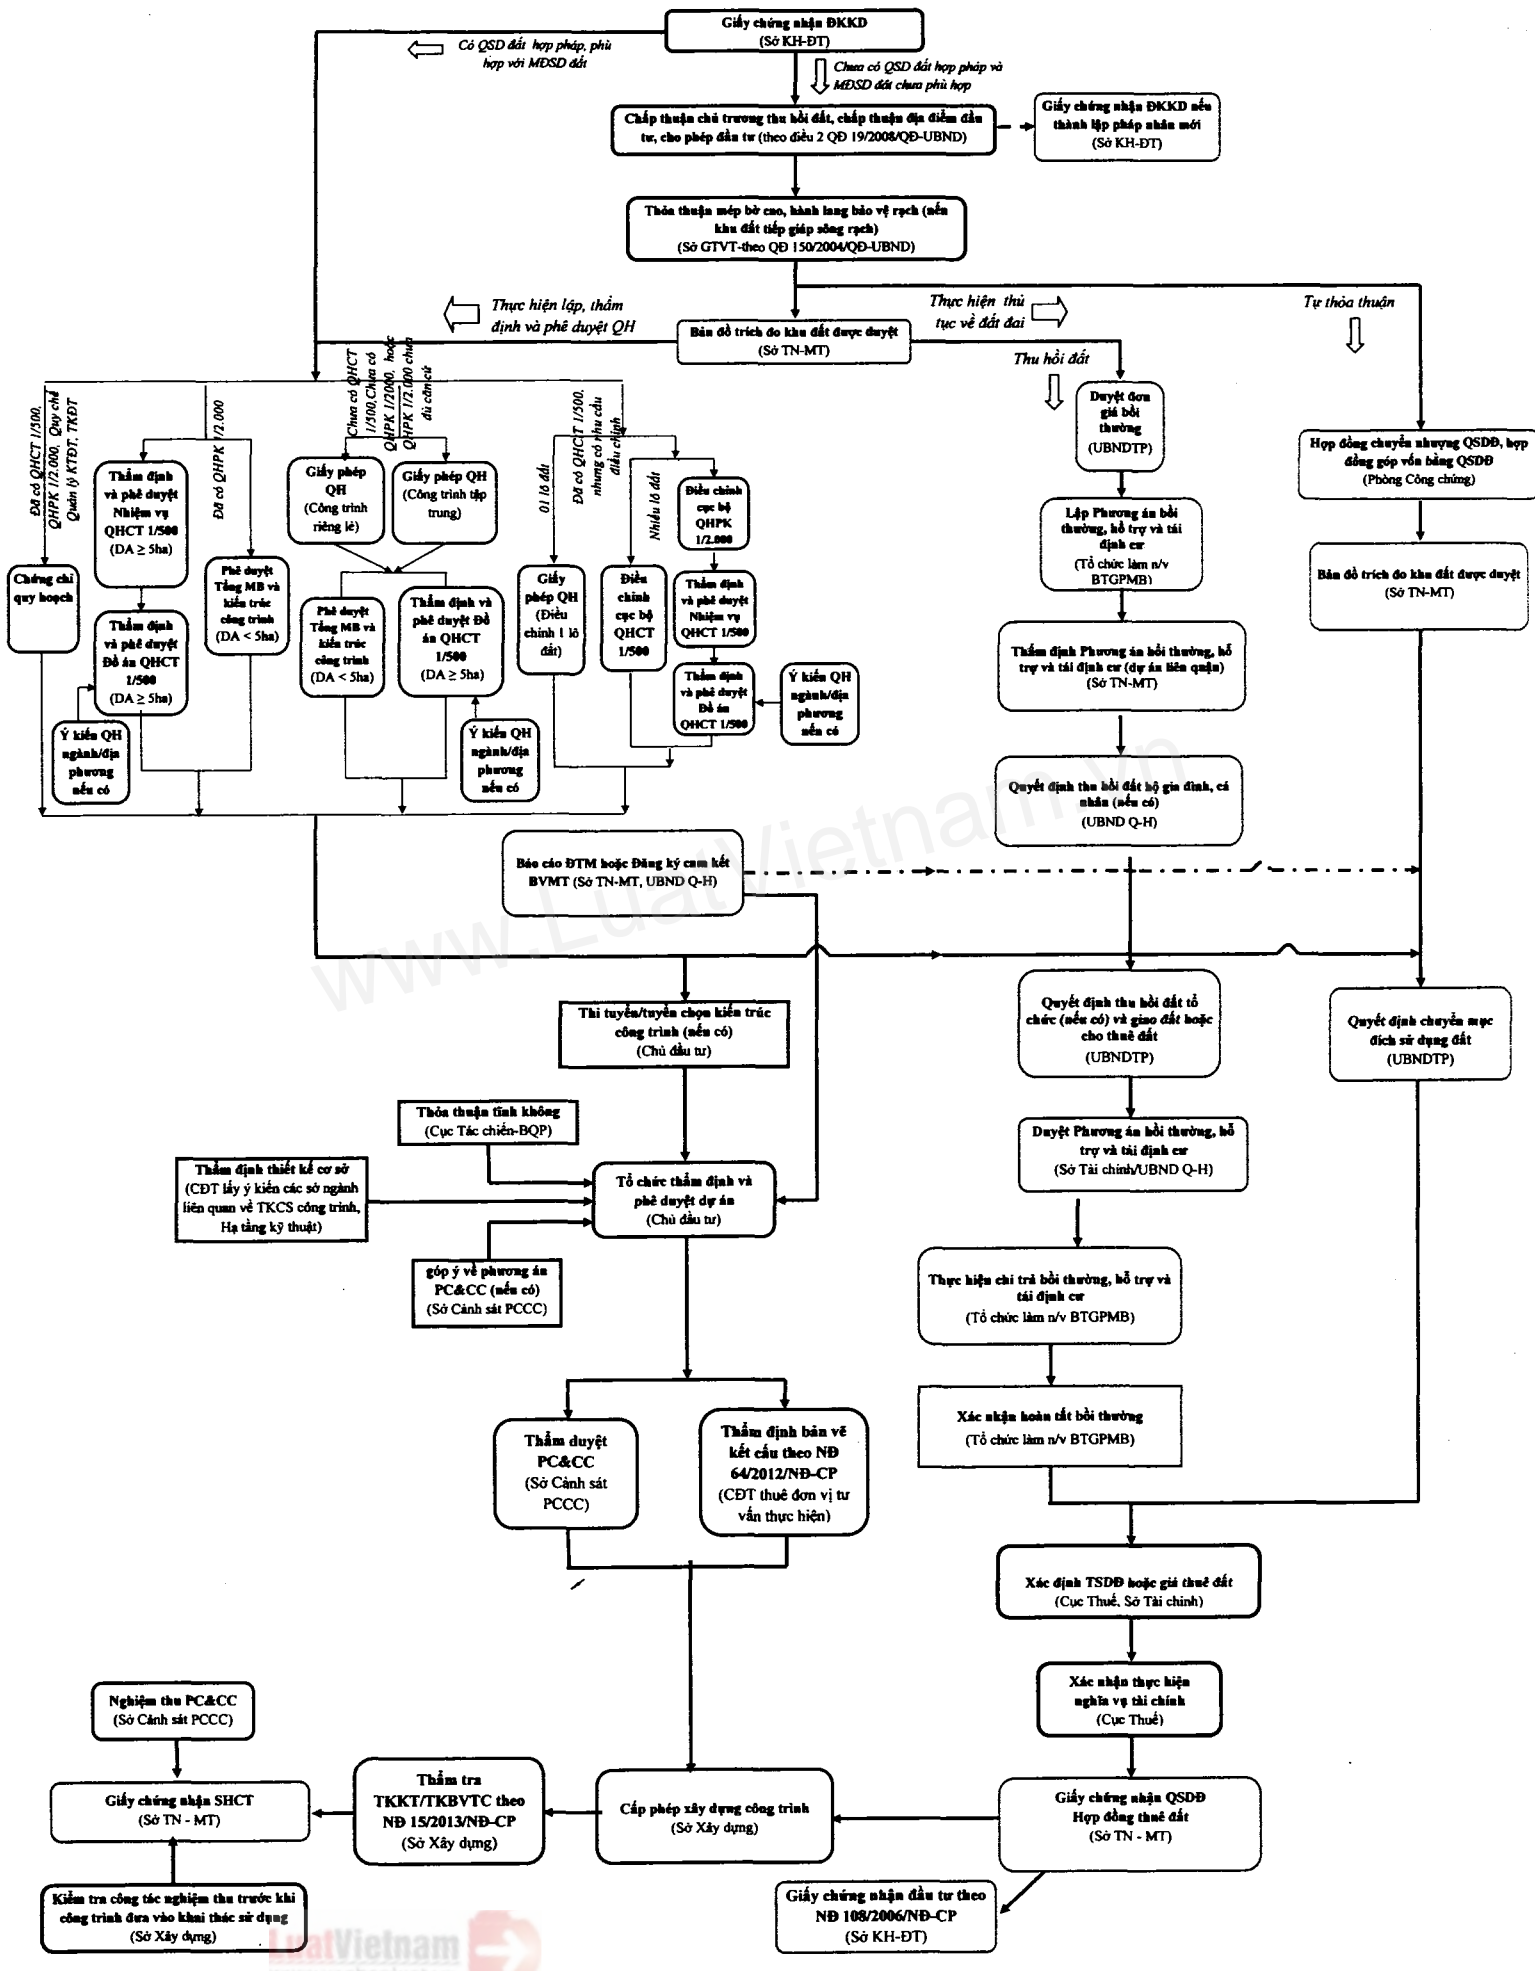 Giấy chứng nhận ĐKKD
(Sở KH-ĐT)
Có QSD đất hợp pháp, phù
hợp với MĐSD đất
Chưa có QSD đất hợp pháp và
MĐSD đất chưa phù hợp
Chấp thuận chủ trương thu hồi đất, chấp thuận địa điểm đầu
tư, cho phép đầu tư (theo điều 2 QĐ 19/2008/QĐ-UBND)
Giấy chứng nhận ĐKKD nếu
thành lập pháp nhân mới
(Sở KH-ĐT)
Thỏa thuận mép bờ cao, hành lang bảo vệ rạch (nếu
khu đất tiếp giáp sông rạch)
(Sở GTVT-theo QĐ 150/2004/QĐ-UBND)
Thực hiện lập, thẩm
định và phê duyệt QH
Thực hiện thủ
tục về đất đai
Tự thỏa thuận
Bản đồ trích đo khu đất được duyệt
(Sở TN-MT)
Thu hồi đất
Đã có QHCT 1/500,
QHPK 1/2.000, Quy chế
Quản lý KTĐT, TKĐT
Đã có QHPK 1/2.000
Chưa có QHCT
1/500,Chưa có
QHPK 1/2000, hoặc
QHPK 1/2.000 chưa
đủ căn cứ
01 lô đất
Đã có QHCT 1/500,
nhưng có nhu cầu
điều chỉnh
Nhiều lô đất
Duyệt đơn
giá bồi
thường
(UBNDTP)
Hợp đồng chuyển nhượng QSDĐ, hợp
đồng góp vốn bằng QSDĐ
(Phòng Công chứng)
Thẩm định
và phê duyệt
Nhiệm vụ
QHCT 1/500
(DA ≥ 5ha)
Giấy phép
QH
(Công trình
riêng lẻ)
Giấy phép QH
(Công trình tập
trung)
Điều chỉnh
cục bộ
QHPK
1/2.000
Lập Phương án bồi
thường, hỗ trợ và tái
định cư
(Tổ chức làm n/v
BTGPMB)
Bản đồ trích đo khu đất được duyệt
(Sở TN-MT)
Chứng chỉ
quy hoạch
Phê duyệt
Tổng MB và
kiến trúc
công trình
(DA < 5ha)
Giấy
phép QH
(Điều
chỉnh 1 lô
đất)
Điều
chỉnh
cục bộ
QHCT
1/500
Thẩm định
và phê duyệt
Nhiệm vụ
QHCT 1/500
Thẩm định
và phê duyệt
Đồ án QHCT
1/500
(DA ≥ 5ha)
Phê duyệt
Tổng MB và
kiến trúc
công trình
(DA < 5ha)
Thẩm định và
phê duyệt Đồ
án QHCT
1/500
(DA ≥ 5ha)
Thẩm định
và phê duyệt
Đồ án
QHCT 1/500
Ý kiến QH
ngành/địa
phương
nếu có
Thẩm định Phương án bồi thường, hỗ
trợ và tái định cư (dự án liên quận)
(Sở TN-MT)
Ý kiến QH
ngành/địa
phương
nếu có
Ý kiến QH
ngành/địa
phương
nếu có
Quyết định thu hồi đất hộ gia đình, cá
nhân (nếu có)
(UBND Q-H)
Báo cáo ĐTM hoặc Đăng ký cam kết
BVMT (Sở TN-MT, UBND Q-H)
www.LuatVietnam.vn
Thi tuyển/tuyển chọn kiến trúc
công trình (nếu có)
(Chủ đầu tư)
Quyết định thu hồi đất tổ
chức (nếu có) và giao đất hoặc
cho thuê đất
(UBNDTP)
Quyết định chuyển mục
đích sử dụng đất
(UBNDTP)
Thỏa thuận tĩnh không
(Cục Tác chiến-BQP)
Duyệt Phương án bồi thường, hỗ
trợ và tái định cư
(Sở Tài chính/UBND Q-H)
Thẩm định thiết kế cơ sở
(CĐT lấy ý kiến các sở ngành
liên quan về TKCS công trình,
Hạ tầng kỹ thuật)
Tổ chức thẩm định và
phê duyệt dự án
(Chủ đầu tư)
góp ý về phương án
PC&CC (nếu có)
(Sở Cảnh sát PCCC)
Thực hiện chi trả bồi thường, hỗ trợ và
tái định cư
(Tổ chức làm n/v BTGPMB)
Xác nhận hoàn tất bồi thường
(Tổ chức làm n/v BTGPMB)
Thẩm duyệt
PC&CC
(Sở Cảnh sát
PCCC)
Thẩm định bản vẽ
kết cấu theo NĐ
64/2012/NĐ-CP
(CĐT thuê đơn vị tư
vấn thực hiện)
Xác định TSDĐ hoặc giá thuê đất
(Cục Thuế, Sở Tài chính)
Xác nhận thực hiện
nghĩa vụ tài chính
(Cục Thuế)
Nghiệm thu PC&CC
(Sở Cảnh sát PCCC)
Giấy chứng nhận SHCT
(Sở TN - MT)
Thẩm tra
TKKT/TKBVTC theo
NĐ 15/2013/NĐ-CP
(Sở Xây dựng)
Cấp phép xây dựng công trình
(Sở Xây dựng)
Giấy chứng nhận QSDĐ
Hợp đồng thuê đất
(Sở TN - MT)
Kiểm tra công tác nghiệm thu trước khi
công trình đưa vào khai thác sử dụng
(Sở Xây dựng)
Giấy chứng nhận đầu tư theo
NĐ 108/2006/NĐ-CP
(Sở KH-ĐT)
LuatVietnam